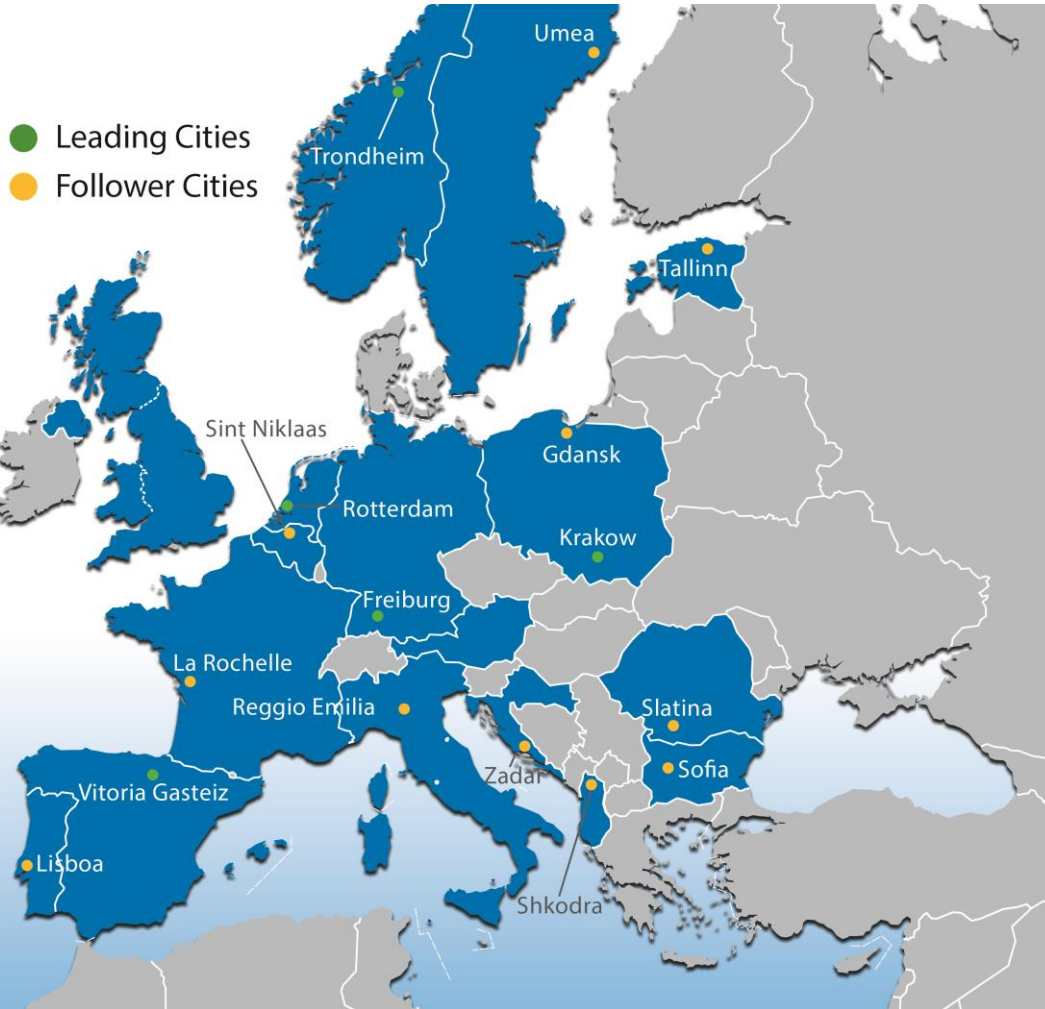 Umea
Leading Cities
Trondheim
Follower Cities
Tallinn
Sint Niklaas
Gdansk
Rotterdam
Krakow
Freiburg
La Rochelle
Reggio Emilia
Slatina
Zadar
Sofia
Vitoria Gasteiz
Lisboa
Shkodra